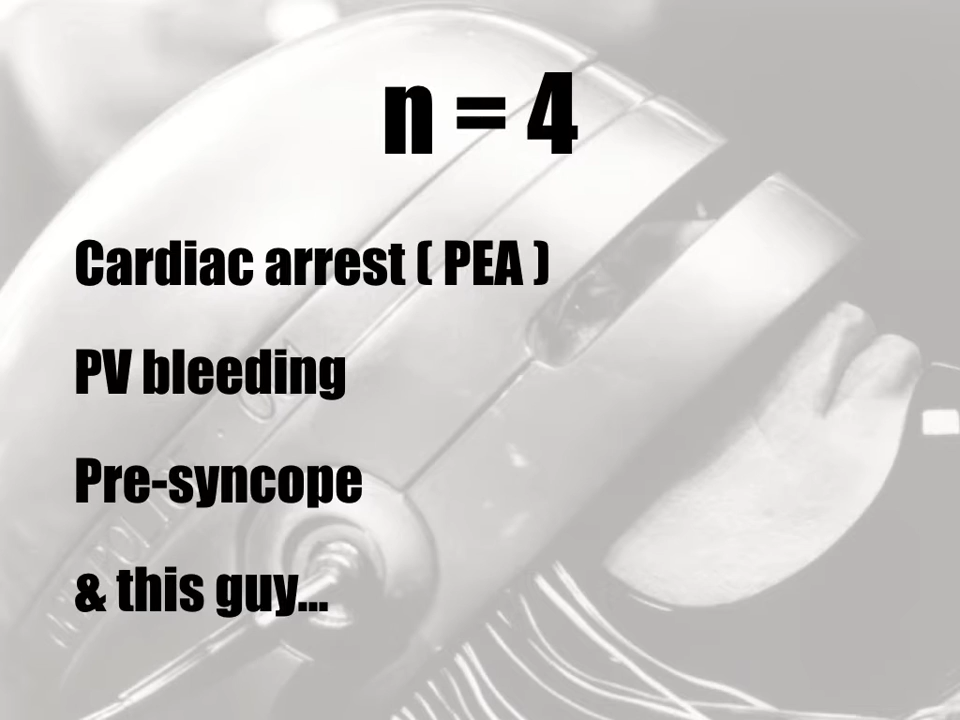 n = 4
Cardiac arrest ( PEA )
PV bleeding
Pre-syncope
& this guy...